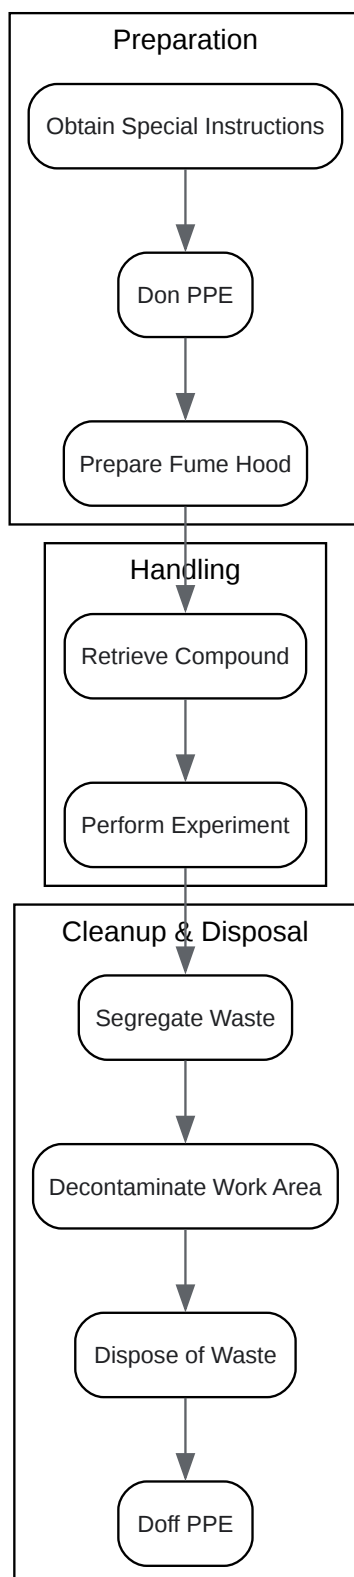 Preparation
Obtain Special Instructions
Don PPE
Prepare Fume Hood
Handling
Retrieve Compound
Perform Experiment
Cleanup & Disposal
Segregate Waste
Decontaminate Work Area
Dispose of Waste
Doff PPE